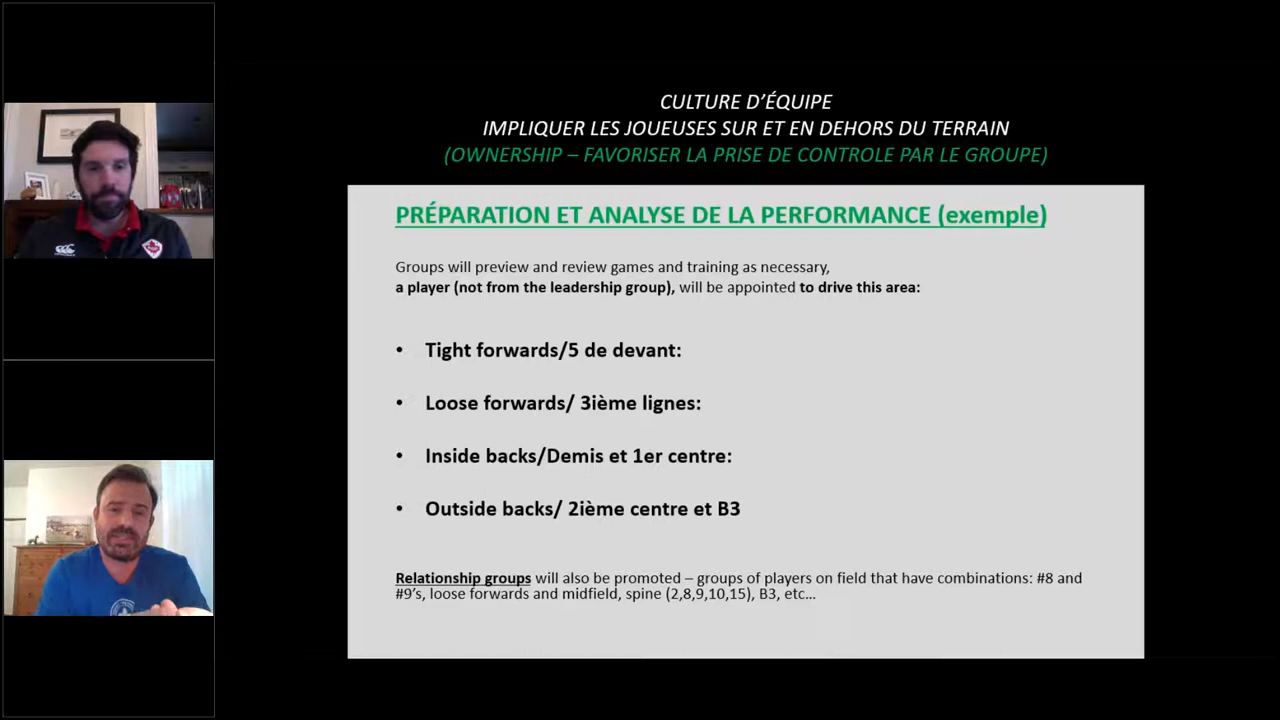 CULTURE D’ÉQUIPE
IMPLIQUER LES JOUEUSES SUR ET EN DEHORS DU TERRAIN
(OWNERSHIP – FAVORISER LA PRISE DE CONTROLE PAR LE GROUPE)
PRÉPARATION ET ANALYSE DE LA PERFORMANCE (exemple)
Groups will preview and review games and training as necessary,
a player (not from the leadership group), will be appointed to drive this area:
• Tight forwards/5 de devant:
• Loose forwards/ 3ième lignes:
• Inside backs/Demis et 1er centre:
• Outside backs/ 2ième centre et B3
Relationship groups will also be promoted – groups of players on field that have combinations: #8 and
#9’s, loose forwards and midfield, spine (2,8,9,10,15), B3, etc…